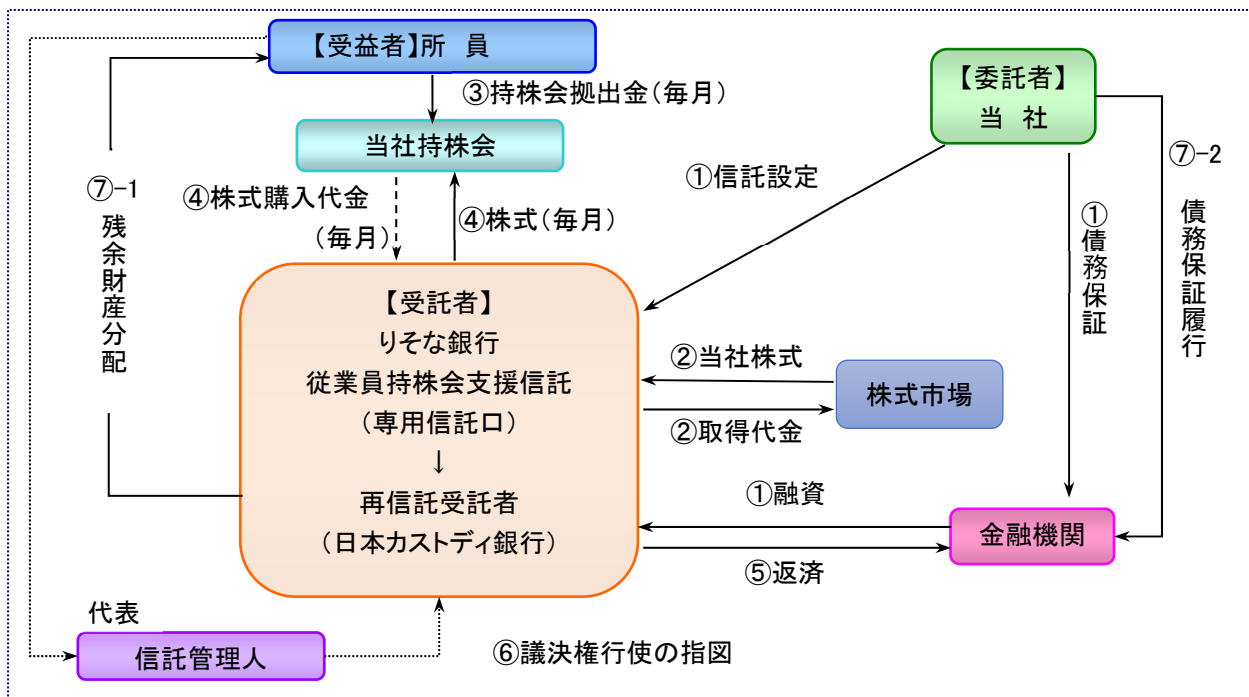 【受益者】所　員
③持株会拠出金(毎月)
当社持株会
【委託者】
当　社
⑦-1
残余財産分配
④株式購入代金
(毎月)
④株式(毎月)
①信託設定
①債務保証
⑦-2
債務保証履行
【受託者】
りそな銀行
従業員持株会支援信託
(専用信託口)
↓
再信託受託者
(日本カストディ銀行)
②当社株式
②取得代金
株式市場
①融資
⑤返済
金融機関
代表
信託管理人
⑥議決権行使の指図